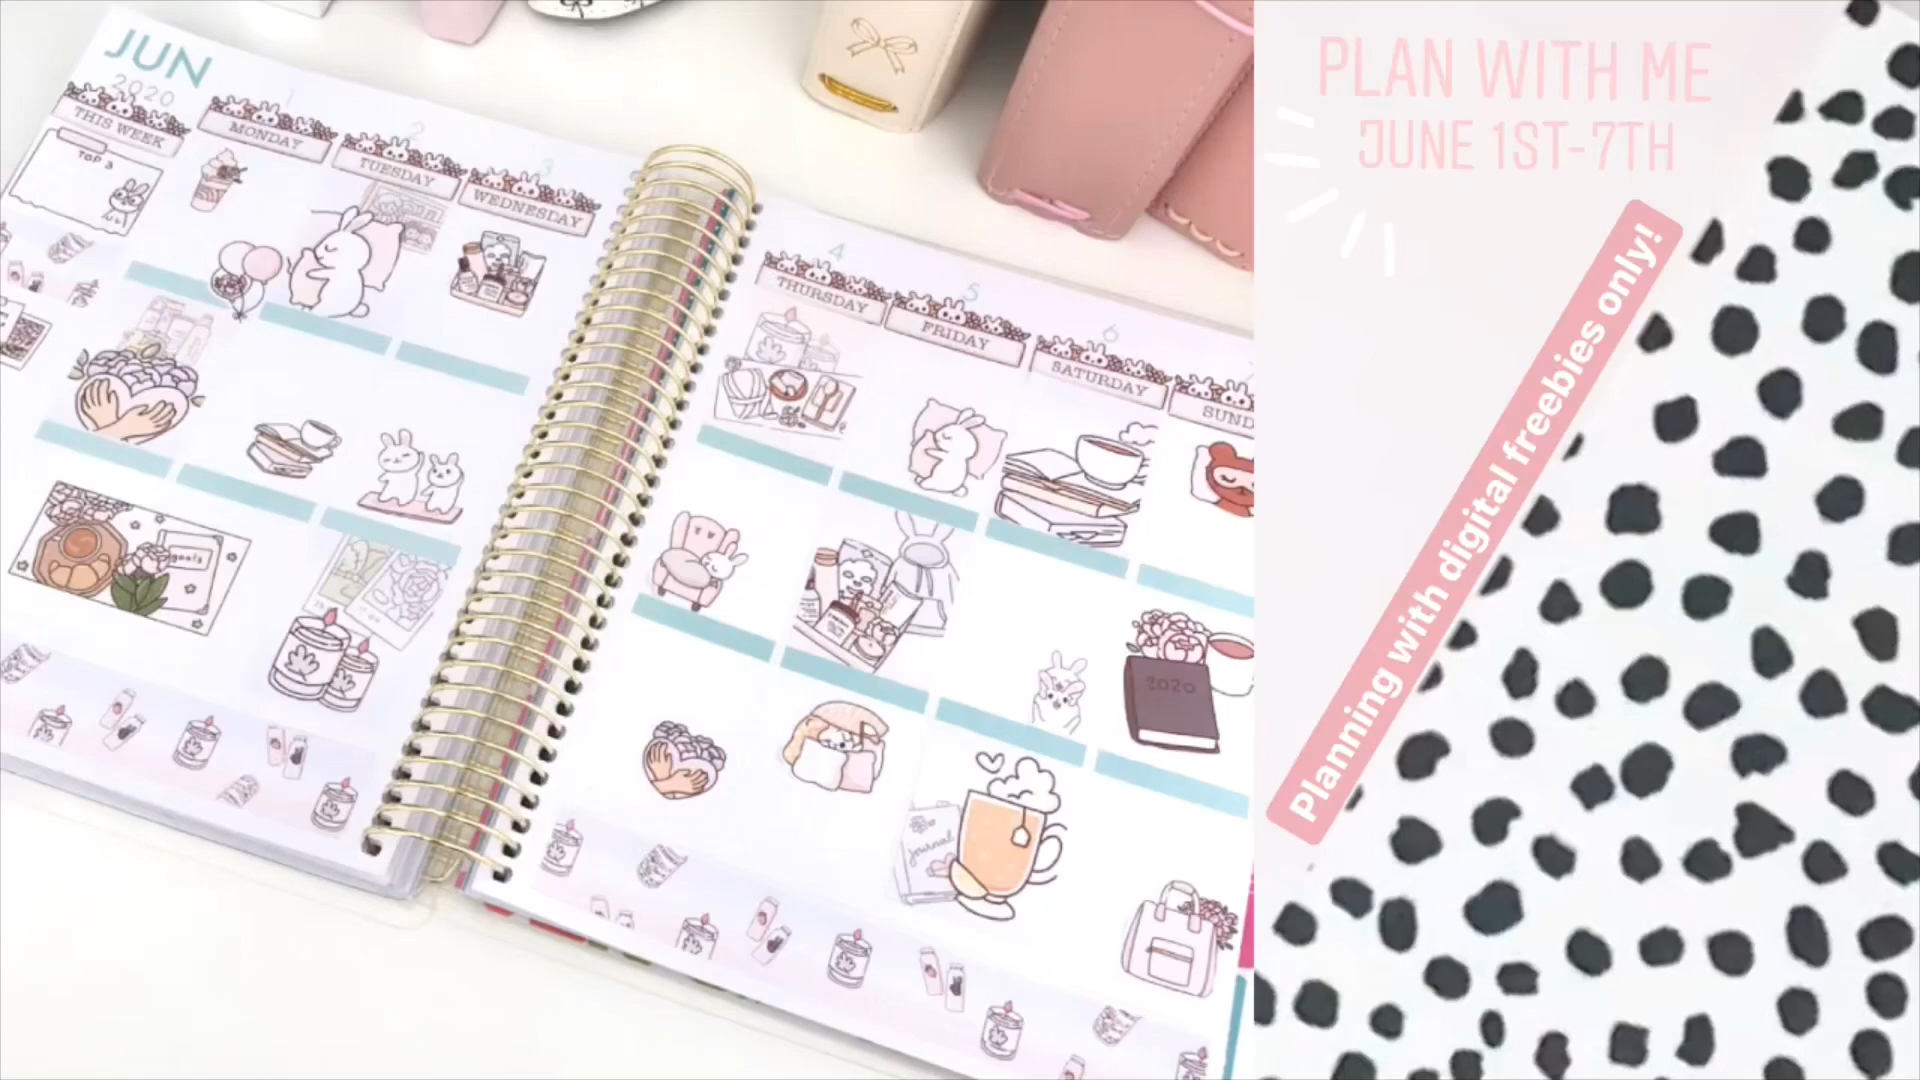 JUN
2020
1
2
3
THIS WEEK
MONDAY
TUESDAY
WEDNESDAY
TOP 3
goals
4
5
6
THURSDAY
FRIDAY
SATURDAY
SUND
2020
journal
PLAN WITH ME
JUNE 1ST-7TH
Planning with digital freebies only!